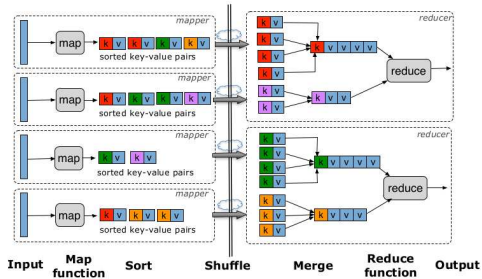 mapper
map
k v k v k v k v
sorted key-value pairs
mapper
map
k v k v k v k v
sorted key-value pairs
mapper
map
k v k v
sorted key-value pairs
mapper
map
k v k v k v
sorted key-value pairs
reducer
k v
k v
k v
k v
k v
k v v v v
k v v
reduce
reducer
k v
k v
k v
k v
k v
k v
k v
k v v v v
k v v v
reduce
Input Map function Sort Shuffle Merge Reduce function Output